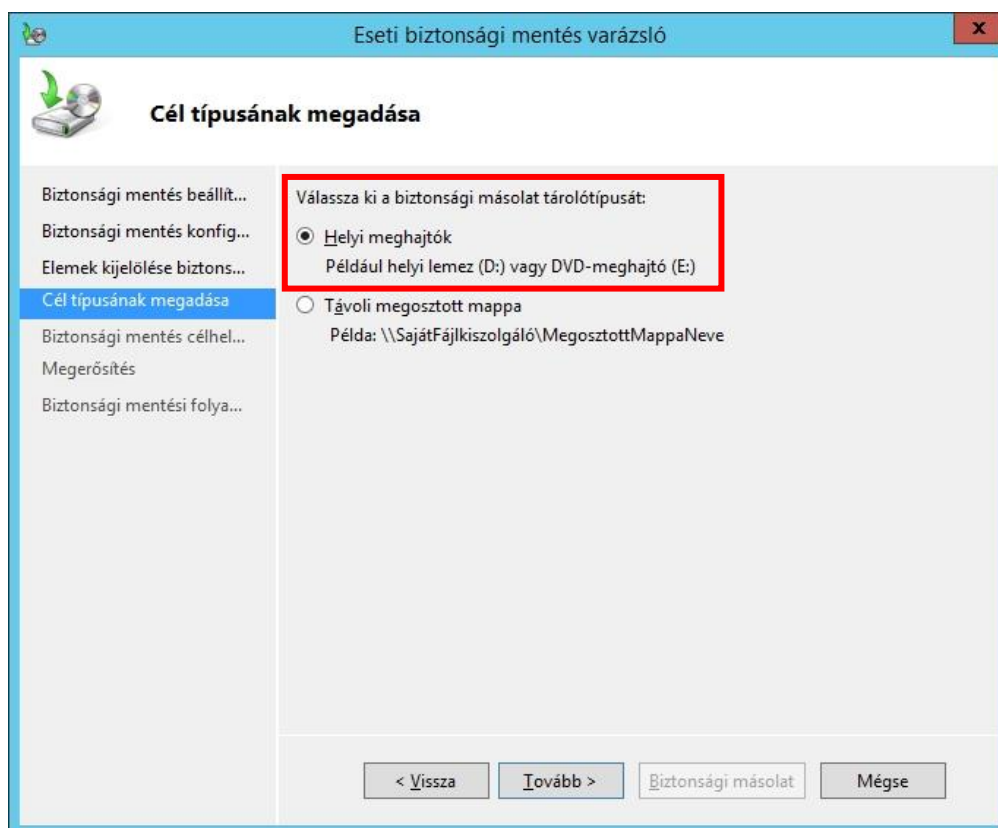 Eseti biztonsági mentés varázsló
x
Cél típusának megadása
Biztonsági mentés beállít...
Biztonsági mentés konfig...
Elemek kijelölése biztons...
Cél típusának megadása
Biztonsági mentés célhel...
Megerősítés
Biztonsági mentési folya...
Válassza ki a biztonsági másolat tárolótípusát:
Helyi meghajtók
Például helyi lemez (D:) vagy DVD-meghajtó (E:)
Távoli megosztott mappa
Példa: \\SajátFájlkiszolgáló\MegosztottMappaNeve
< Vissza
Tovább >
Biztonsági másolat
Mégse